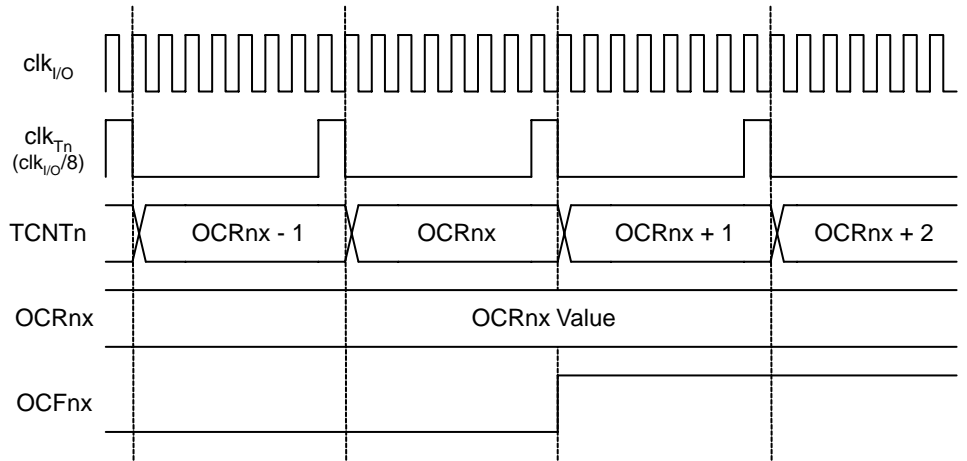 clkI/O
clkTn
(clkI/O/8)
TCNTn OCRnx - 1 OCRnx OCRnx + 1 OCRnx + 2
OCRnx OCRnx Value
OCFnx